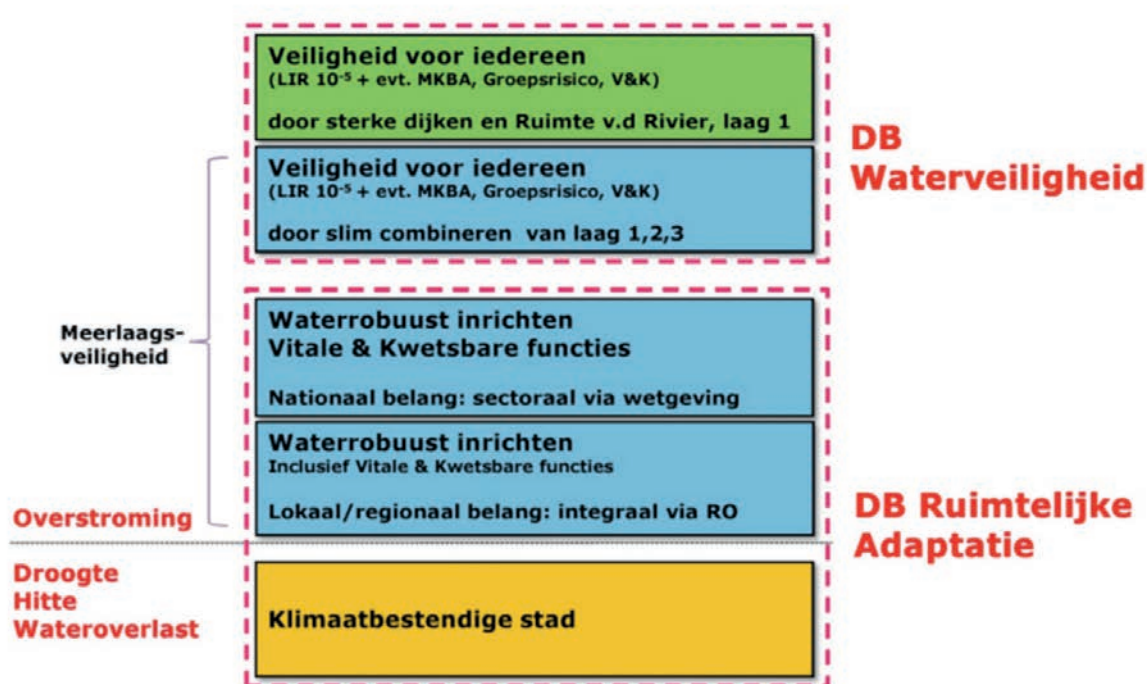 Veiligheid voor iedereen
(LIR 10⁻⁵ + evt. MKBA, Groepsrisico, V&K)
door sterke dijken en Ruimte v.d Rivier, laag 1
DB
Waterveiligheid
Veiligheid voor iedereen
(LIR 10⁻⁵ + evt. MKBA, Groepsrisico, V&K)
door slim combineren van laag 1,2,3
Meerlaags-
veiligheid
Waterrobuust inrichten
Vitale & Kwetsbare functies
Nationaal belang: sectoraal via wetgeving
Waterrobuust inrichten
Inclusief Vitale & Kwetsbare functies
Lokaal/regionaal belang: integraal via RO
Overstroming
DB Ruimtelijke
Adaptatie
Droogte
Hitte
Wateroverlast
Klimaatbestendige stad